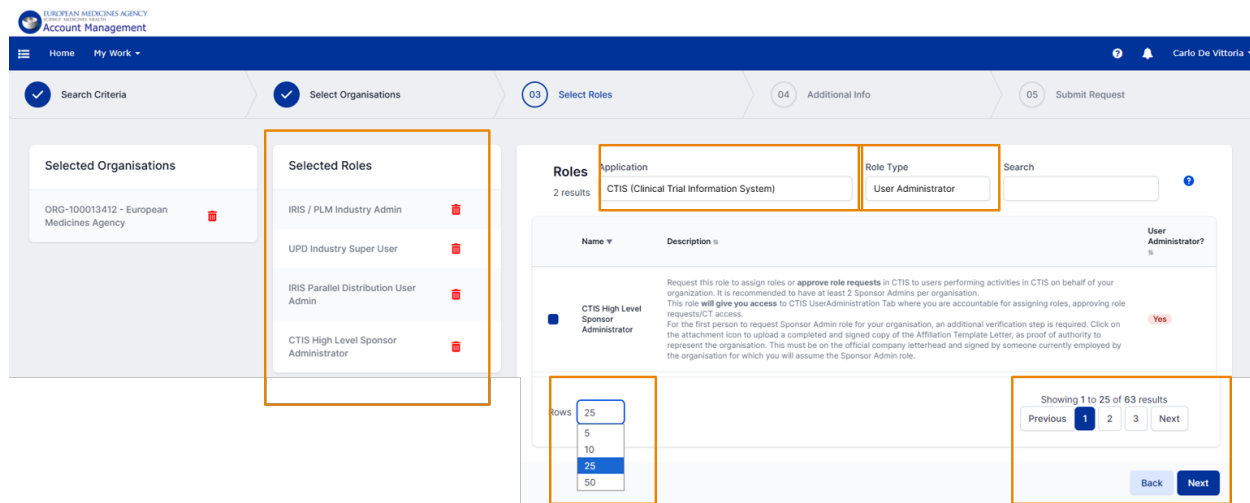 EUROPEAN MEDICINES AGENCY
SCIENCE MEDICINES HEALTH
Account Management
Home My Work
Carlo De Vittoria
Search Criteria
Select Organisations
03 Select Roles
04 Additional Info
05 Submit Request
Selected Organisations
ORG-100013412 - European
Medicines Agency
Selected Roles
IRIS / PLM Industry Admin
UPD Industry Super User
IRIS Parallel Distribution User
Admin
CTIS High Level Sponsor
Administrator
Roles
2 results
Application
CTIS (Clinical Trial Information System)
Role Type
User Administrator
Search
Name
Description
User
Administrator?
CTIS High Level
Sponsor
Administrator
Request this role to assign roles or approve role requests in CTIS to users performing activities in CTIS on behalf of your
organization. It is recommended to have at least 2 Sponsor Admins per organisation.
This role will give you access to CTIS UserAdministration Tab where you are accountable for assigning roles, approving role
requests/CT access.
For the first person to request Sponsor Admin role for your organisation, an additional verification step is required. Click on
the attachment icon to upload a completed and signed copy of the Affiliation Template Letter, as proof of authority to
represent the organisation. This must be on the official company letterhead and signed by someone currently employed by
the organisation for which you will assume the Sponsor Admin role.
Yes
Rows 25
5
10
25
50
Showing 1 to 25 of 63 results
Previous 1 2 3 Next
Back Next